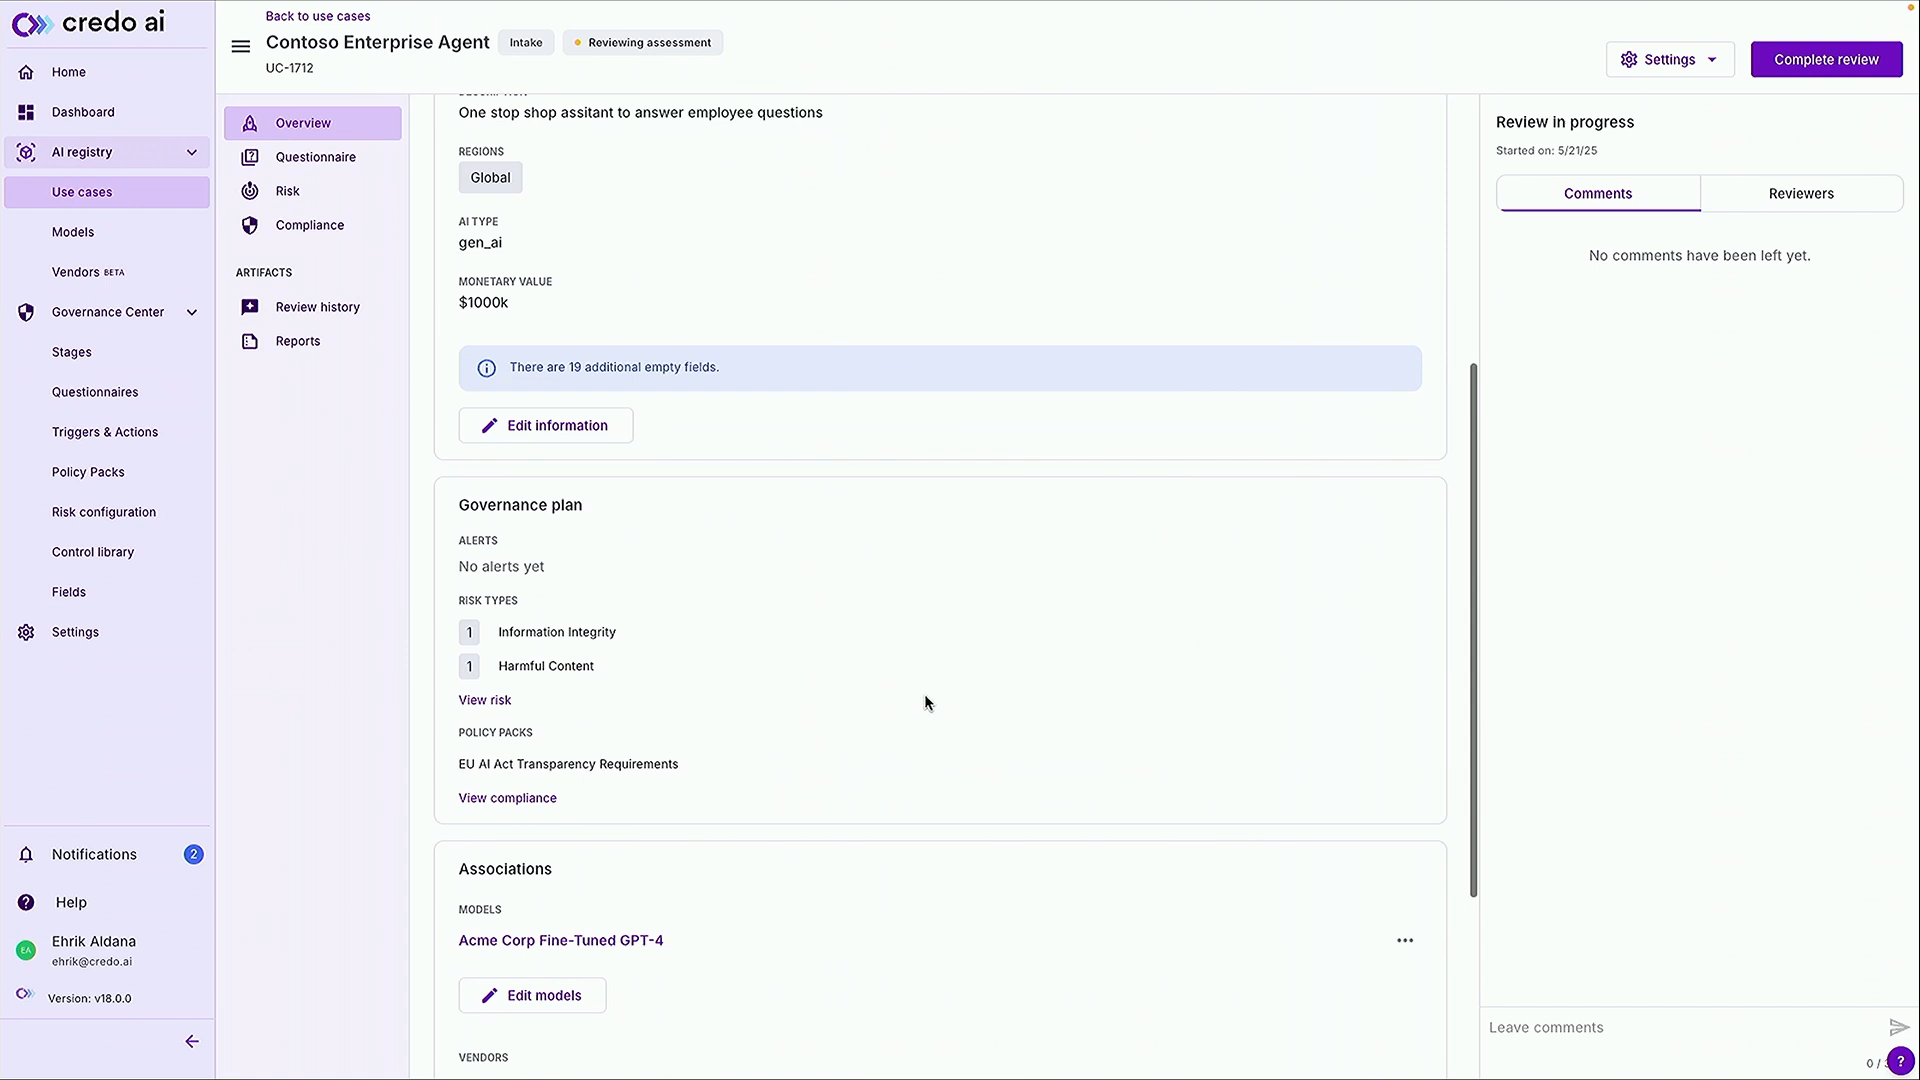 credo ai
Home
Dashboard
AI registry
Use cases
Models
Vendors BETA
Governance Center
Stages
Questionnaires
Triggers & Actions
Policy Packs
Risk configuration
Control library
Fields
Settings
Notifications 2
Help
EA
Ehrik Aldana
ehrik@credo.ai
Version: v18.0.0
Back to use cases
Contoso Enterprise Agent Intake Reviewing assessment
UC-1712
Settings Complete review
Overview
Questionnaire
Risk
Compliance
ARTIFACTS
Review history
Reports
One stop shop assitant to answer employee questions
REGIONS
Global
AI TYPE
gen_ai
MONETARY VALUE
$1000k
There are 19 additional empty fields.
Edit information
Governance plan
ALERTS
No alerts yet
RISK TYPES
1 Information Integrity
1 Harmful Content
View risk
POLICY PACKS
EU AI Act Transparency Requirements
View compliance
Associations
MODELS
Acme Corp Fine-Tuned GPT-4
Edit models
VENDORS
Review in progress
Started on: 5/21/25
Comments Reviewers
No comments have been left yet.
Leave comments
0 /
?